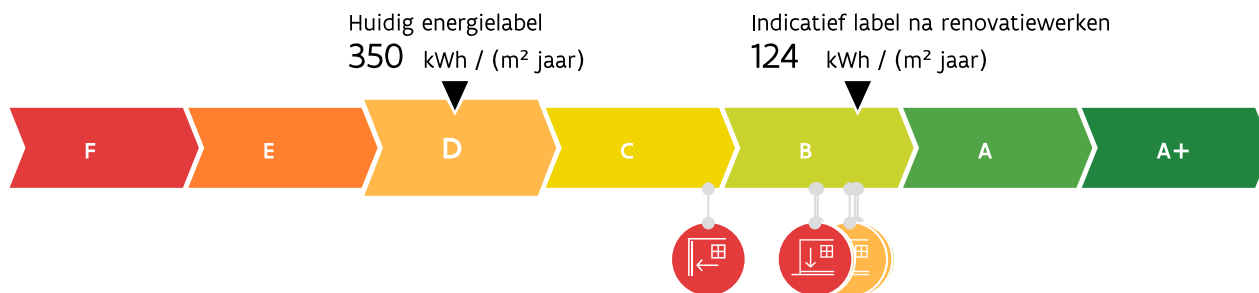 Huidig energielabel
350 kWh / (m² jaar)
Indicatief label na renovatiewerken
124 kWh / (m² jaar)
F
E
D
C
B
A
A+